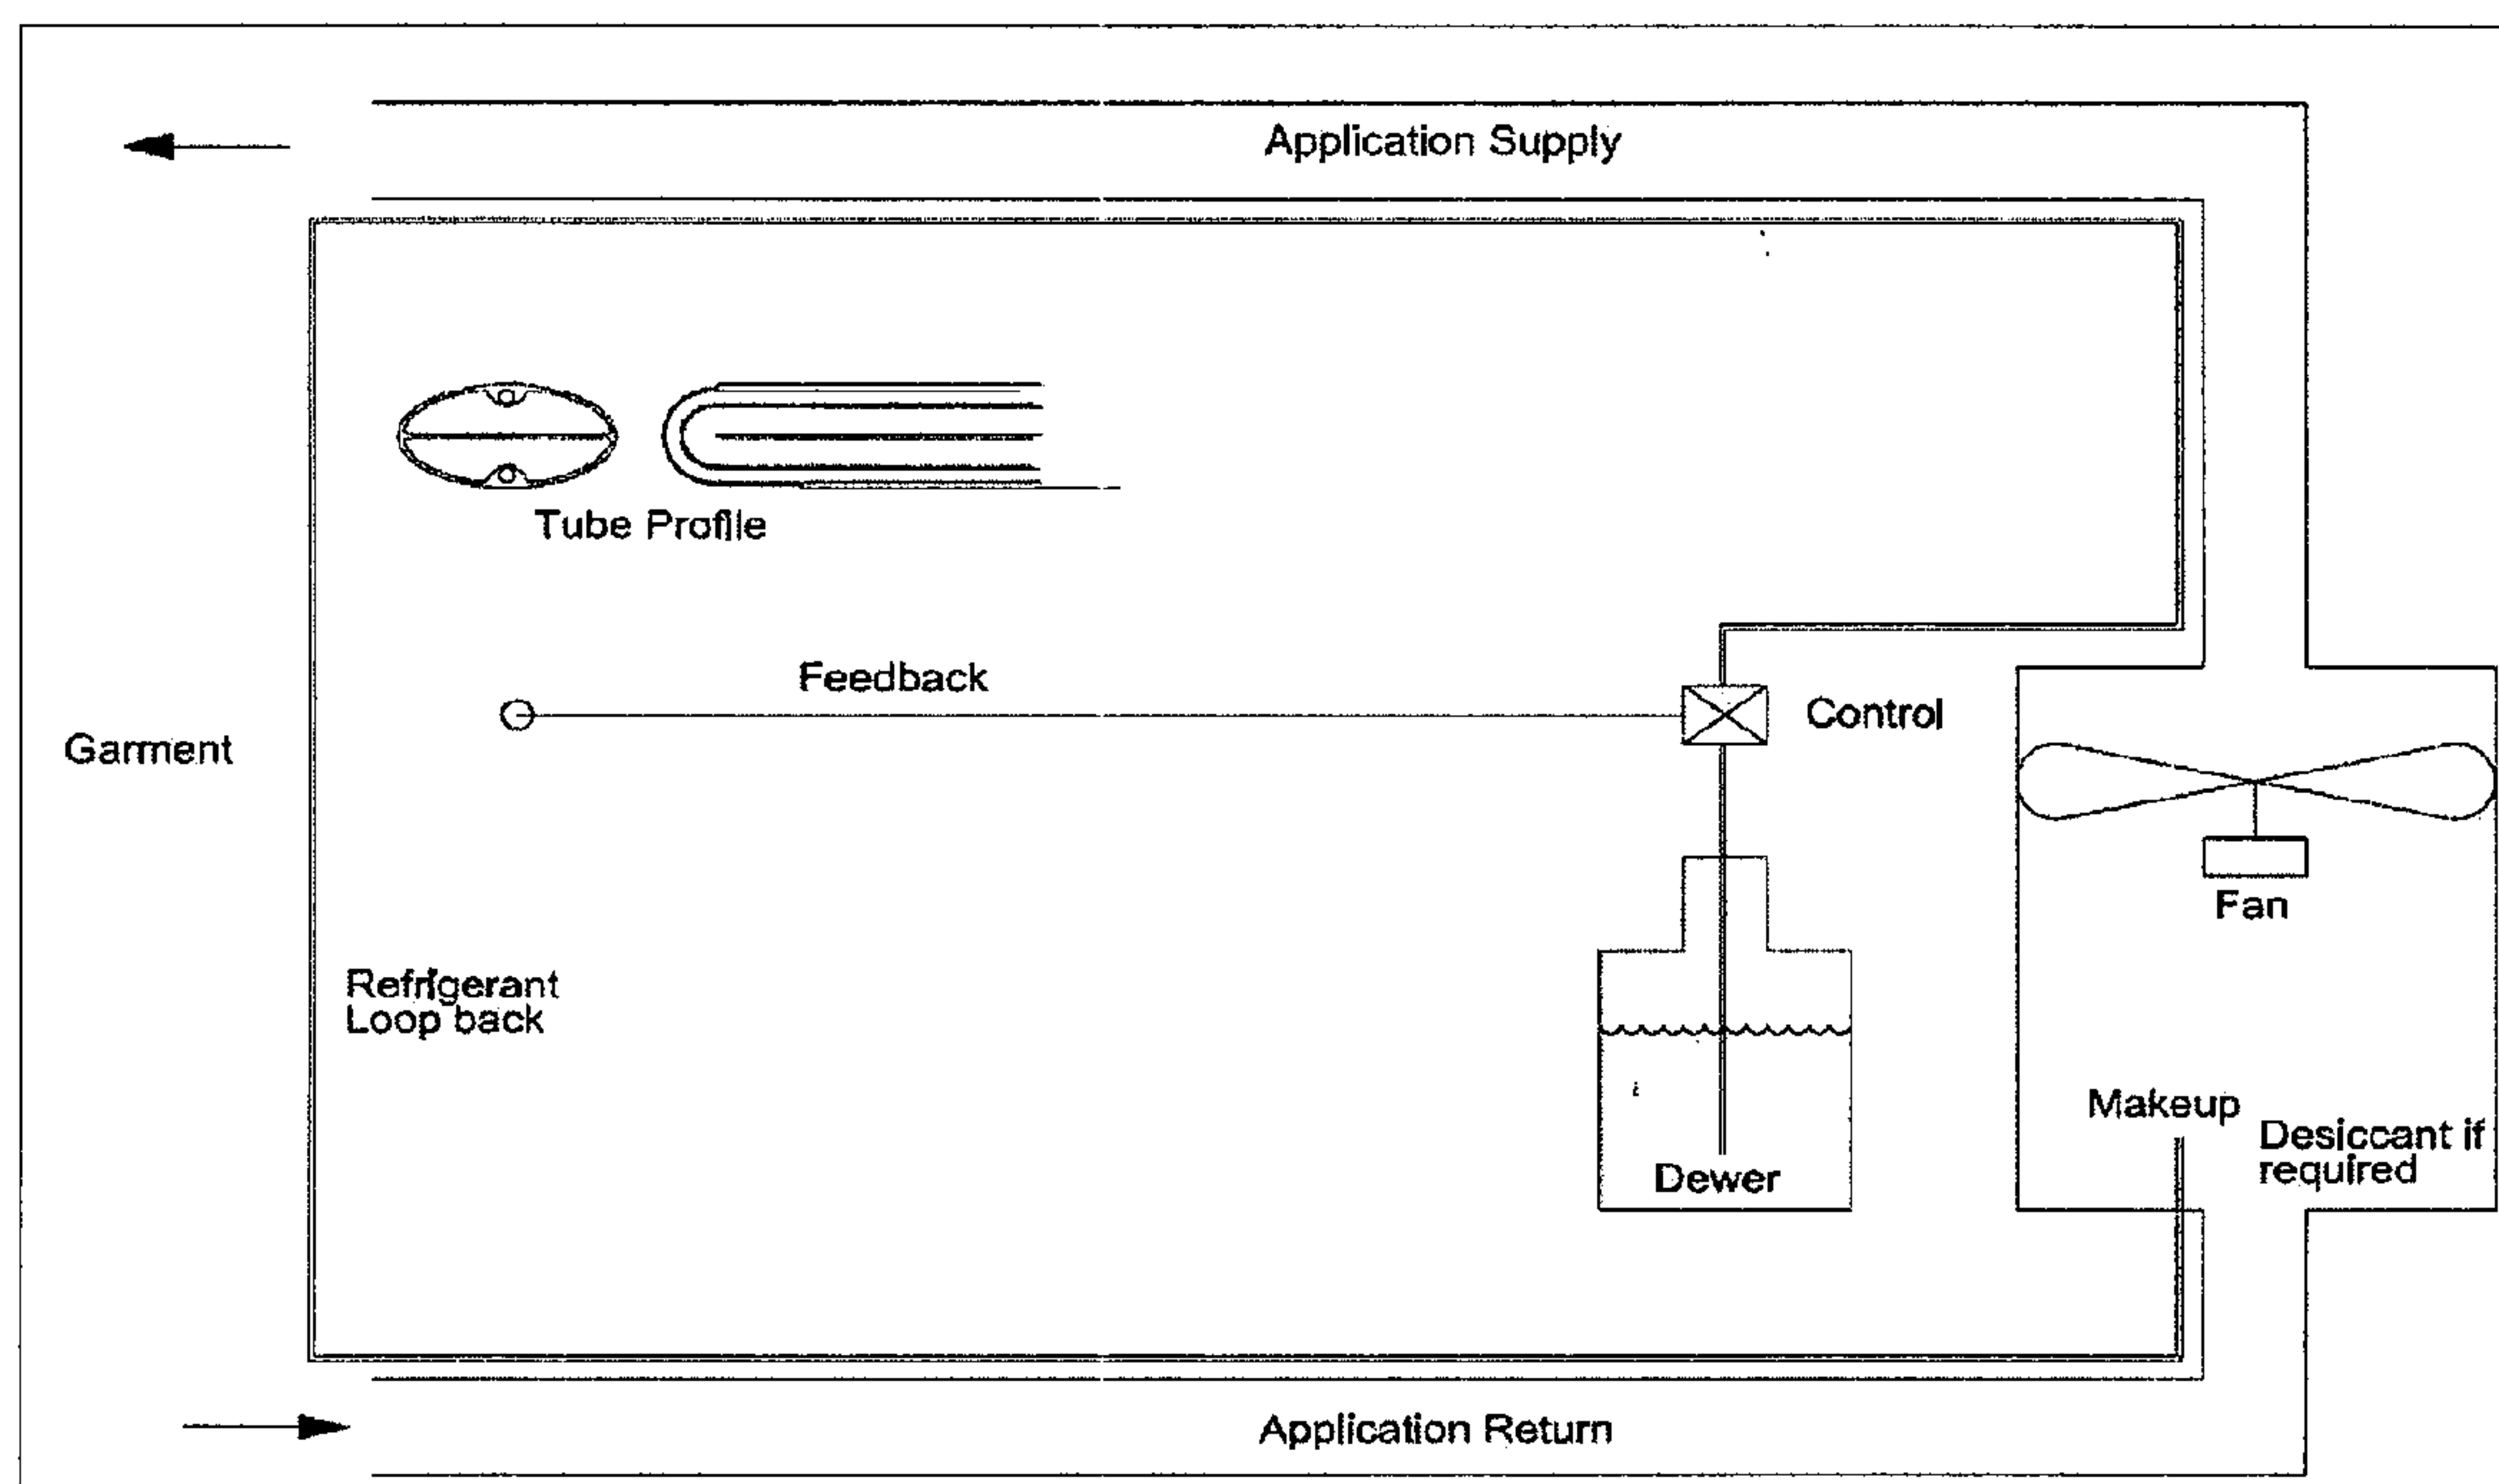 Application Supply
Tube Profile
Feedback
Control
Garment
Fan
Refrigerant
Loop back
Makeup
Desiccant if
required
Dewer
Application Return